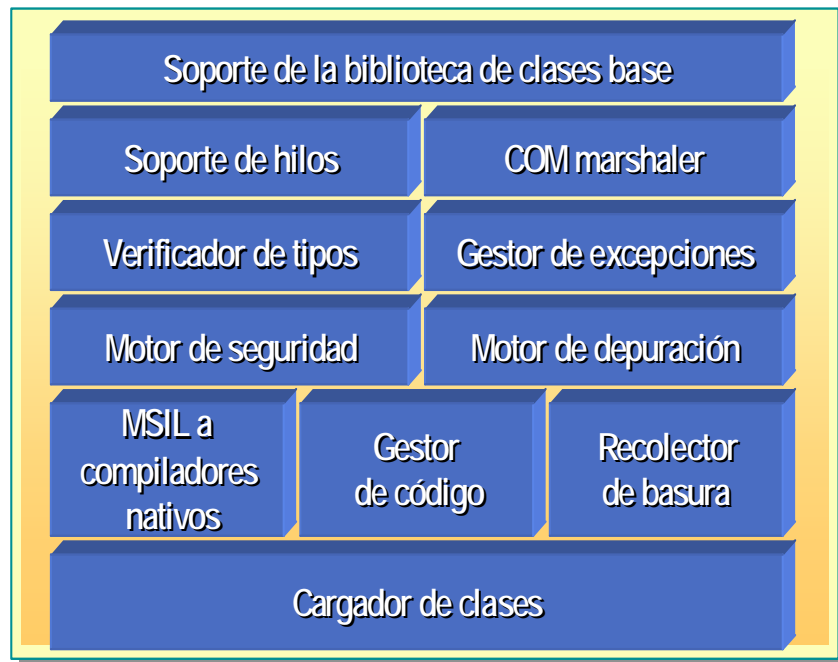 Soporte de la biblioteca de clases base
Soporte de hilos
COM marshaler
Verificador de tipos
Gestor de excepciones
Motor de seguridad
Motor de depuración
MSIL a
compiladores
nativos
Gestor
de código
Recolector
de basura
Cargador de clases